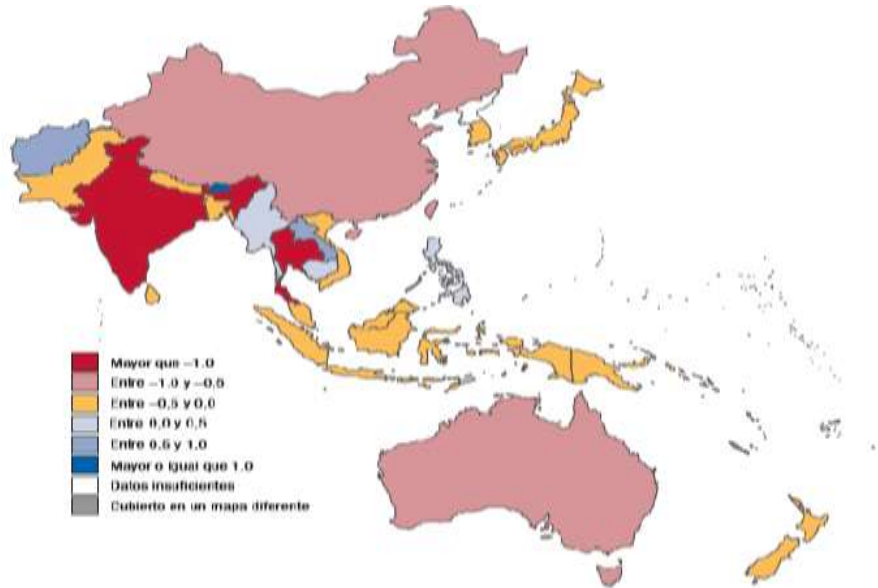 Mayor que −1.0
Entre −1.0 y −0,5
Entre −0,5 y 0,0
Entre 0,0 y 0,5
Entre 0,5 y 1.0
Mayor o igual que 1.0
Datos insuficientes
Cubierto en un mapa diferente